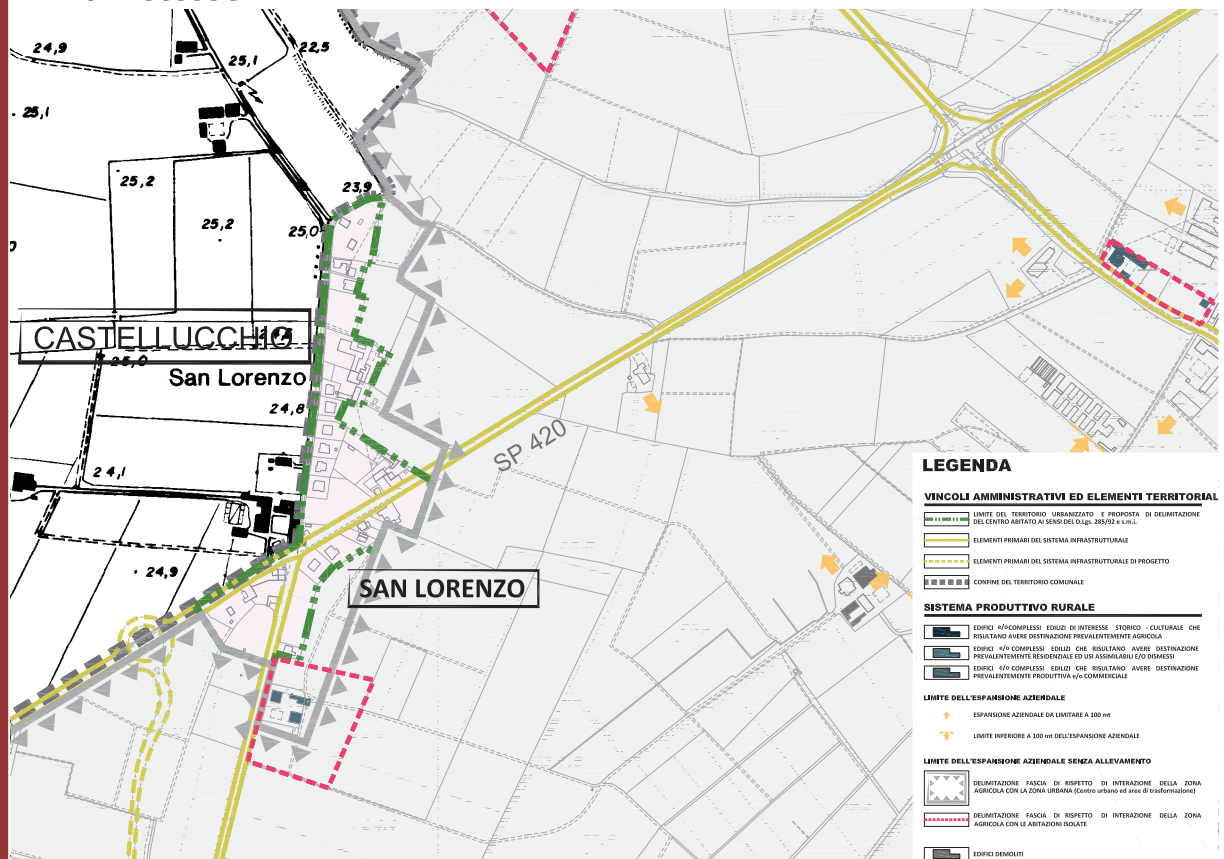 24,9
25,1
22,5
25,1
25,2
23,9
25,2
25,0
CASTELLUCCHIO
25,0
San Lorenzo
24,8
SP 420
24,1
24,9
SAN LORENZO
LEGENDA
VINCOLI AMMINISTRATIVI ED ELEMENTI TERRITORIAL
LIMITE DEL TERRITORIO URBANIZZATO E PROPOSTA DI DELIMITAZIONE
DEL CENTRO ABITATO AI SENSI DEL D.Lgs. 285/92 e s.m.i.
ELEMENTI PRIMARI DEL SISTEMA INFRASTRUTTURALE
ELEMENTI PRIMARI DEL SISTEMA INFRASTRUTTURALE DI PROGETTO
CONFINE DEL TERRITORIO COMUNALE
SISTEMA PRODUTTIVO RURALE
EDIFICI e/o COMPLESSI EDILIZI DI INTERESSE STORICO - CULTURALE CHE
RISULTANO AVERE DESTINAZIONE PREVALENTEMENTE AGRICOLA
EDIFICI e/o COMPLESSI EDILIZI CHE RISULTANO AVERE DESTINAZIONE
PREVALENTEMENTE RESIDENZIALE ED USI ASSIMILABILI E/O DISMESSI
EDIFICI e/o COMPLESSI EDILIZI CHE RISULTANO AVERE DESTINAZIONE
PREVALENTEMENTE PRODUTTIVA e/o COMMERCIALE
LIMITE DELL'ESPANSIONE AZIENDALE
ESPANSIONE AZIENDALE DA LIMITARE A 100 mt
LIMITE INFERIORE A 100 mt DELL'ESPANSIONE AZIENDALE
LIMITE DELL'ESPANSIONE AZIENDALE SENZA ALLEVAMENTO
DELIMITAZIONE FASCIA DI RISPETTO DI INTERAZIONE DELLA ZONA
AGRICOLA CON LA ZONA URBANA (Centro urbano ed aree di trasformazione)
DELIMITAZIONE FASCIA DI RISPETTO DI INTERAZIONE DELLA ZONA
AGRICOLA CON LE ABITAZIONI ISOLATE
EDIFICI DEMOLITI